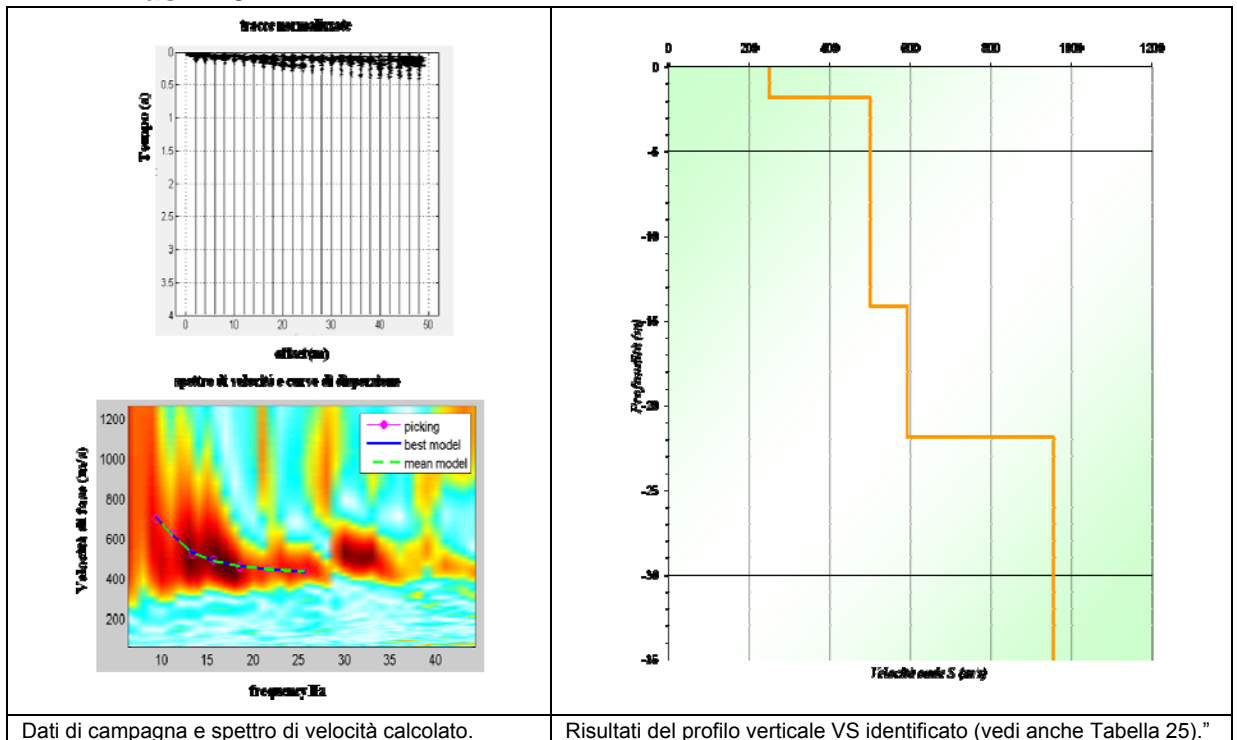 tracce normalizzate
0
0.5
1
1.5
2
2.5
3
3.5
4
Tempo (s)
0 10 20 30 40 50
offset (m)
spettro di velocità e curve di dispersione
1200
1000
800
600
400
200
Velocità di fase (m/s)
picking
best model
mean model
10 15 20 25 30 35 40
frequency Hz
0 200 400 600 800 1000 1200
0
-5
-10
-15
-20
-25
-30
-35
Profondità (m)
Velocità onde S (m/s)
Dati di campagna e spettro di velocità calcolato.
Risultati del profilo verticale VS identificato (vedi anche Tabella 25).”